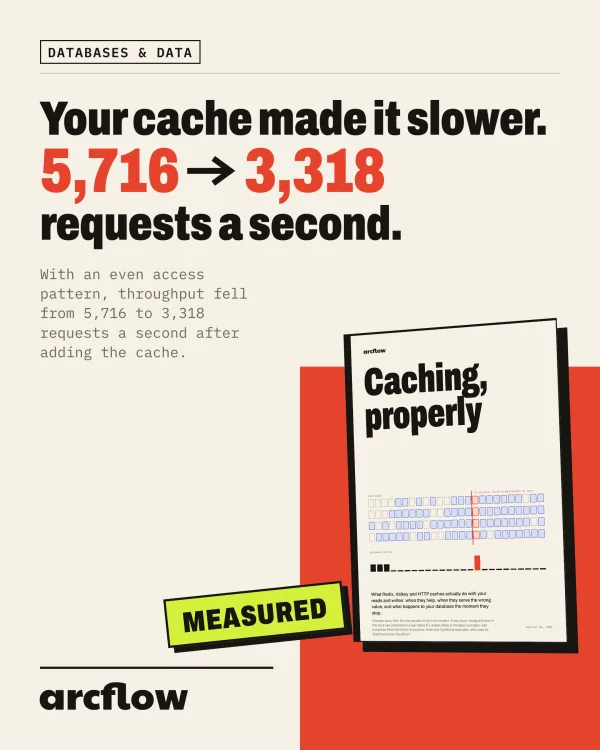 DATABASES & DATA
Your cache made it slower.
5,716 → 3,318
requests a second.
With an even access
pattern, throughput fell
from 5,716 to 3,318
requests a second after
adding the cache.
arcflow
Caching,
properly
What Redis, Valkey and HTTP caches actually do with your
reads and writes: when they help, when they serve the wrong
value, and what happens to your database the moment they
stop.
MEASURED
arcflow